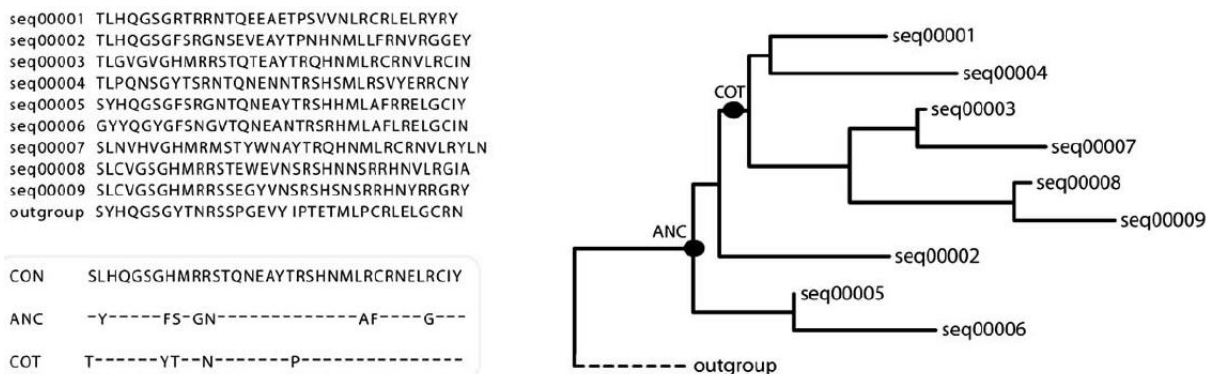 seq00001 TLHQGSGRTRRNTQEEAETPSVVNLRCRLELRYRY
seq00002 TLHQGSGFSRGNSEVEAYTPNHNMLLFRNVRGGEY
seq00003 TLGVGVGHMRRSTQTEAYTRQHNMLRCRNVLRCIN
seq00004 TLPQNSGYTSRNTQNENNTRSHSMLRSVYERRCNY
seq00005 SYHQGSGFSRGNTQNEAYTRSHHMLAFRRELGCIY
seq00006 GYYQGYGFSNGVTQNEANTRSRHMLAFLRELGCIN
seq00007 SLNVHVGHMRMSTYWNAYTRQHNMLRCRNVLRYLN
seq00008 SLCVGSGHMRRSTEWEVNSRSHNNSRRHNVLRGIA
seq00009 SLCVGSGHMRRSSEGYVNSRSHSNSRRHNYRRGRY
outgroup SYHQGSGYTNRSSPGEVY IPTETMLPCRLELGCRN
CON SLHQGSGHMRRSTQNEAYTRSHNMLRCRNELRCIY
ANC -Y-----FS-GN-------------AF----G---
COT T------YT--N-------P---------------
seq00001
seq00004
COT
seq00003
seq00007
seq00008
seq00009
ANC
seq00002
seq00005
seq00006
outgroup